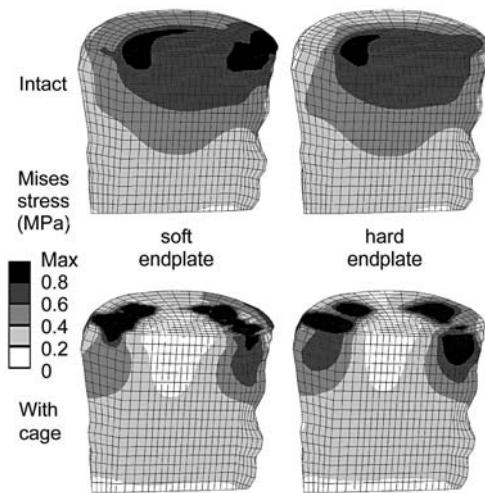 Intact
Mises
stress
(MPa)
soft
endplate
hard
endplate
Max
0.8
0.6
0.4
0.2
0
With
cage